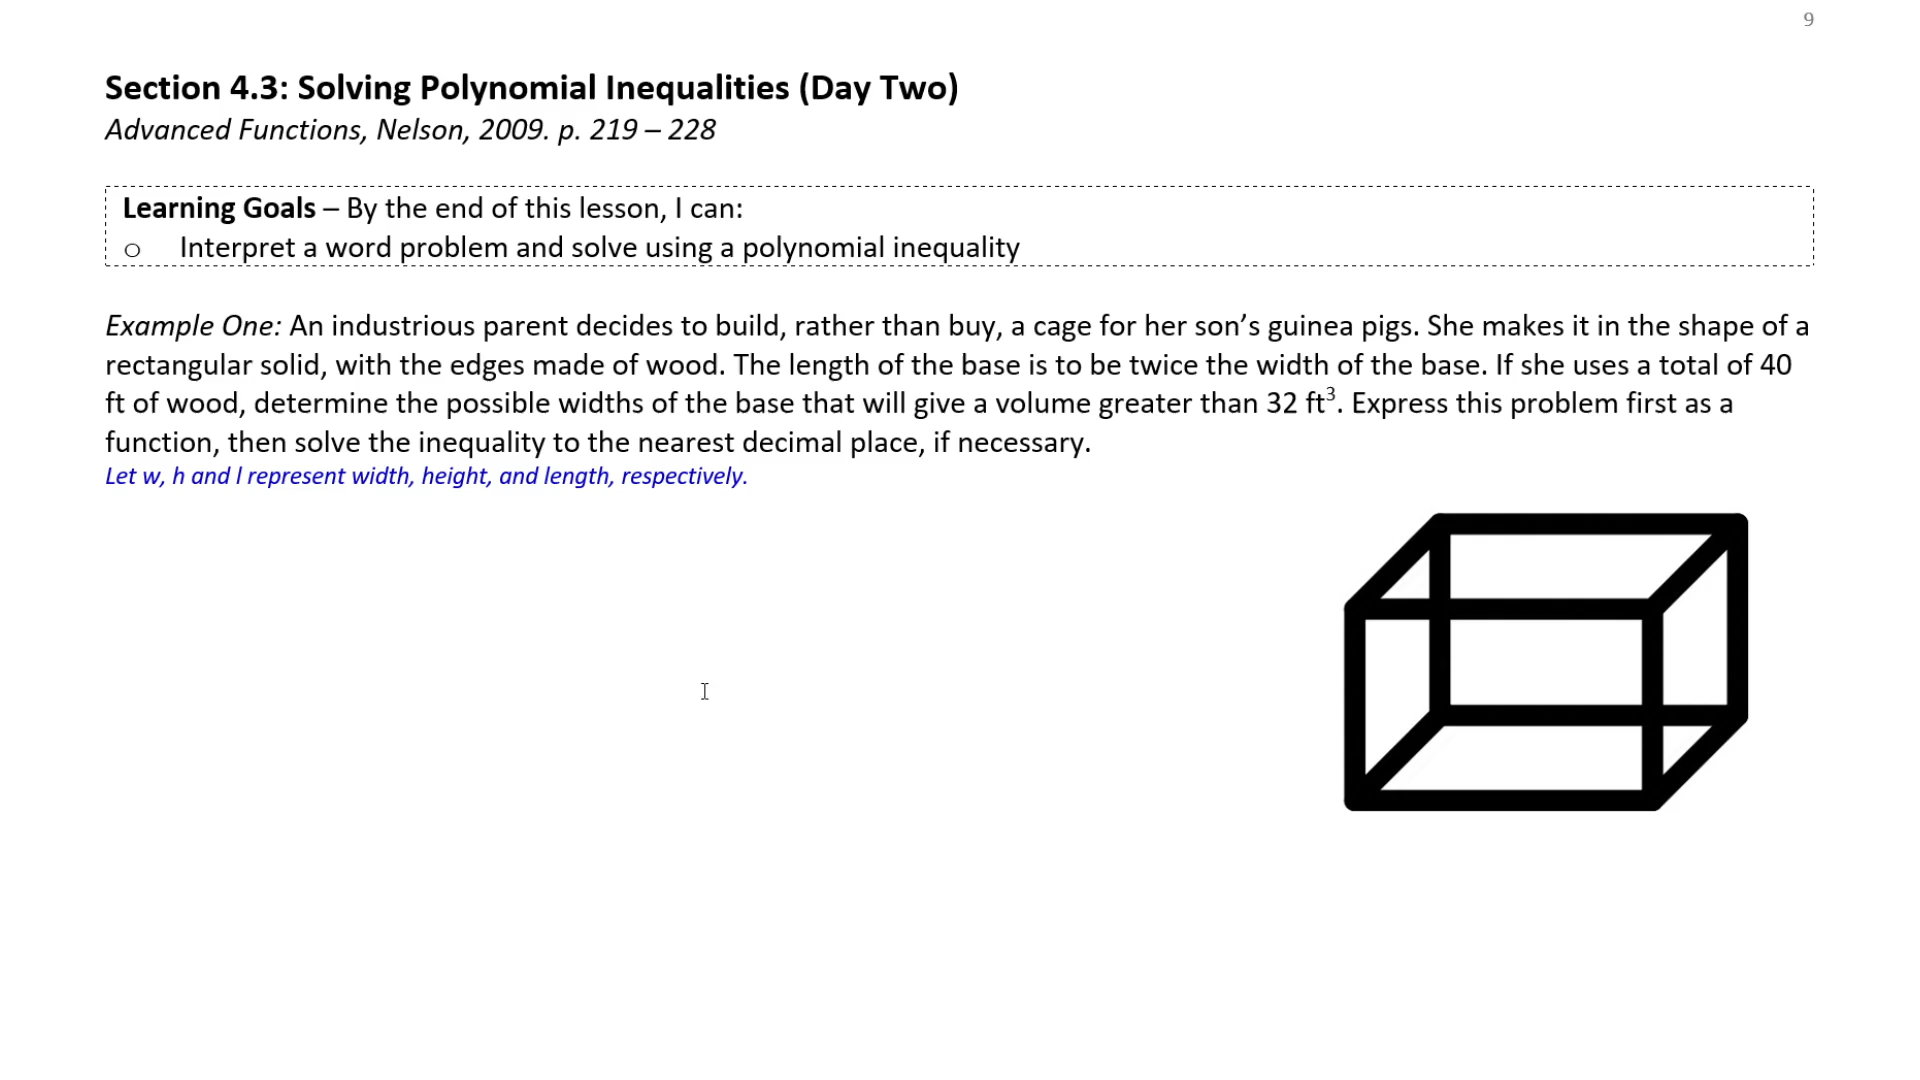 9
Section 4.3: Solving Polynomial Inequalities (Day Two)
Advanced Functions, Nelson, 2009. p. 219 – 228
Learning Goals – By the end of this lesson, I can:
o Interpret a word problem and solve using a polynomial inequality
Example One: An industrious parent decides to build, rather than buy, a cage for her son’s guinea pigs. She makes it in the shape of a
rectangular solid, with the edges made of wood. The length of the base is to be twice the width of the base. If she uses a total of 40
ft of wood, determine the possible widths of the base that will give a volume greater than 32 ft³. Express this problem first as a
function, then solve the inequality to the nearest decimal place, if necessary.
Let w, h and l represent width, height, and length, respectively.